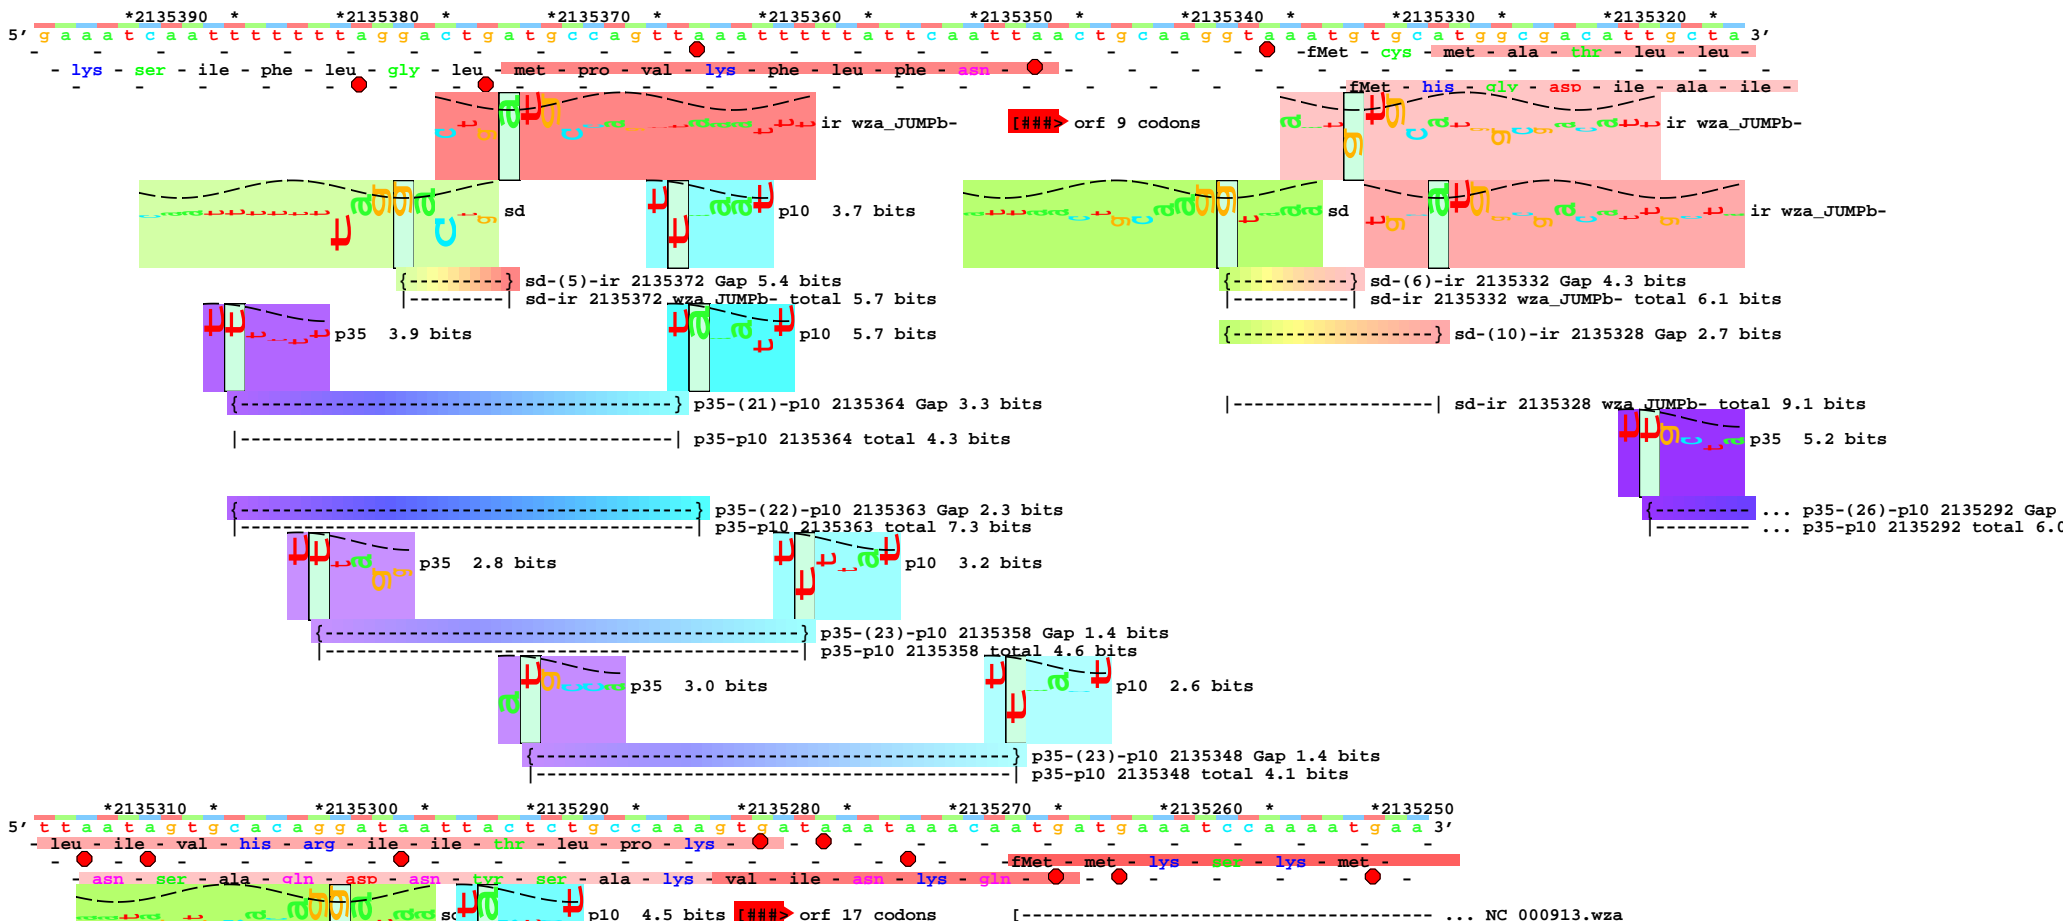 *2135390 * *2135380 * *2135370 * *2135360 * *2135350 * *2135340 * *2135330 * *2135320 *
5' g a a a t c a a t t t t t t t a g g a c t g a t g c c a g t t a a a t t t t t a t t c a a t t a a c t g c a a g g t a a a t g t g c a t g g c g a c a t t g c t a 3'
-fMet - cys - met - ala - thr - leu - leu -
- lys - ser - ile - phe - leu - gly - leu - met - pro - val - lys - phe - leu - phe - asn -
fMet - his - gly - asp - ile - ala - ile -
ir wza_JUMPb-
[###> orf 9 codons
ir wza_JUMPb-
sd
p10 3.7 bits
sd
ir wza_JUMPb-
sd-(5)-ir 2135372 Gap 5.4 bits
sd-(6)-ir 2135332 Gap 4.3 bits
sd-ir 2135372 wza_JUMPb- total 5.7 bits
sd-ir 2135332 wza_JUMPb- total 6.1 bits
p35 3.9 bits
p10 5.7 bits
sd-(10)-ir 2135328 Gap 2.7 bits
p35-(21)-p10 2135364 Gap 3.3 bits
sd-ir 2135328 wza_JUMPb- total 9.1 bits
p35-p10 2135364 total 4.3 bits
p35 5.2 bits
p35-(22)-p10 2135363 Gap 2.3 bits
... p35-(26)-p10 2135292 Gap
p35-p10 2135363 total 7.3 bits
... p35-p10 2135292 total 6.0
p35 2.8 bits
p10 3.2 bits
p35-(23)-p10 2135358 Gap 1.4 bits
p35-p10 2135358 total 4.6 bits
p35 3.0 bits
p10 2.6 bits
p35-(23)-p10 2135348 Gap 1.4 bits
p35-p10 2135348 total 4.1 bits
*2135310 * *2135300 * *2135290 * *2135280 * *2135270 * *2135260 * *2135250
5' t t a a t a g t g c a c a g g a t a a t t a c t c t g c c a a a g t g a t a a a t a a a c a a t g a t g a a a t c c a a a a t g a a 3'
- leu - ile - val - his - arg - ile - ile - thr - leu - pro - lys -
-fMet - met - lys - ser - lys - met -
- asn - ser - ala - gln - asp - asn - tyr - ser - ala - lys - val - ile - asn - lys - gln -
p10 4.5 bits
[###> orf 17 codons
[------------------------------- ... NC 000913.wza